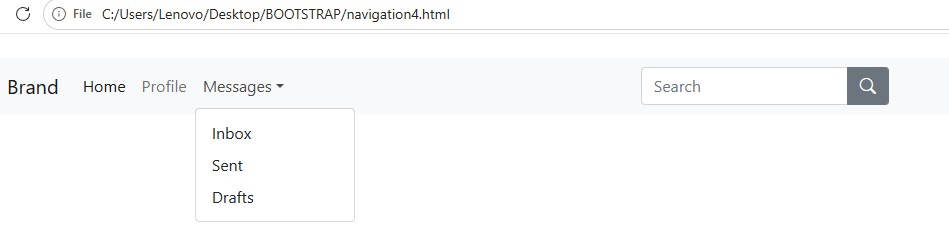 File C:/Users/Lenovo/Desktop/BOOTSTRAP/navigation4.html
Brand Home Profile Messages Search
Inbox
Sent
Drafts